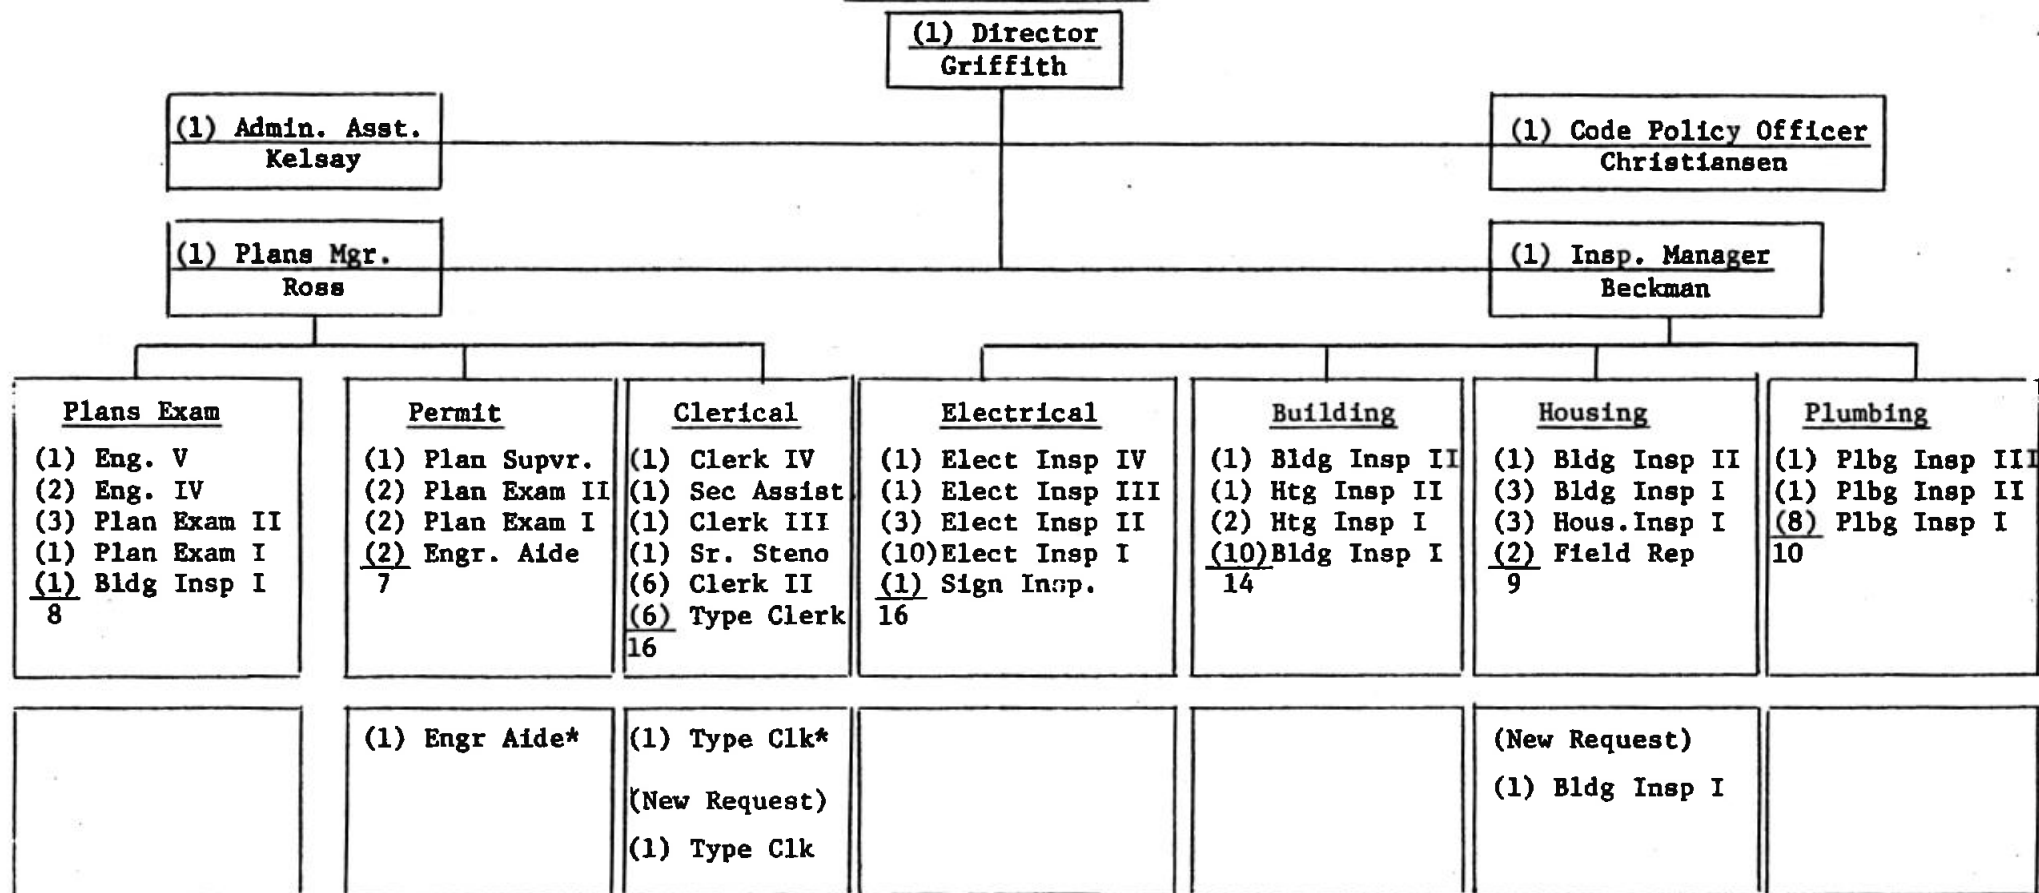 (1) Director
Griffith
(1) Admin. Asst.
Kelsay
(1) Code Policy Officer
Christiansen
(1) Plans Mgr.
Ross
(1) Insp. Manager
Beckman
Plans Exam
(1) Eng. V
(2) Eng. IV
(3) Plan Exam II
(1) Plan Exam I
(1) Bldg Insp I
8
Permit
(1) Plan Supvr.
(2) Plan Exam II
(2) Plan Exam I
(2) Engr. Aide
7
Clerical
(1) Clerk IV
(1) Sec Assist
(1) Clerk III
(1) Sr. Steno
(6) Clerk II
(6) Type Clerk
16
Electrical
(1) Elect Insp IV
(1) Elect Insp III
(3) Elect Insp II
(10)Elect Insp I
(1) Sign Insp.
16
Building
(1) Bldg Insp II
(1) Htg Insp II
(2) Htg Insp I
(10)Bldg Insp I
14
Housing
(1) Bldg Insp II
(3) Bldg Insp I
(3) Hous.Insp I
(2) Field Rep
9
Plumbing
(1) Plbg Insp III
(1) Plbg Insp II
(8) Plbg Insp I
10
(1) Engr Aide*
(1) Type Clk*
(New Request)
(1) Type Clk
(New Request)
(1) Bldg Insp I